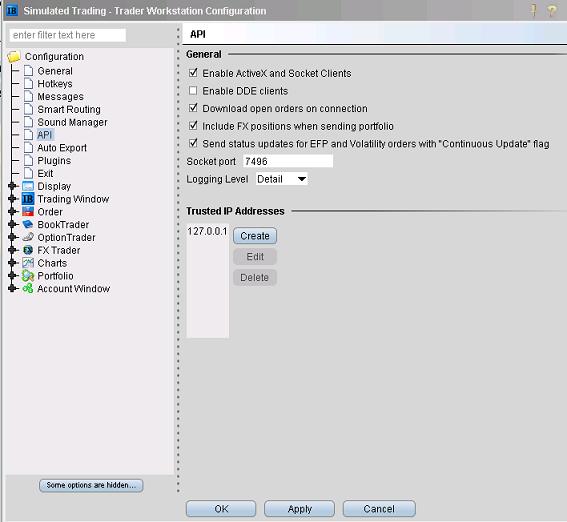 Simulated Trading - Trader Workstation Configuration
enter filter text here
Configuration
General
Hotkeys
Messages
Smart Routing
Sound Manager
API
Auto Export
Plugins
Exit
Display
Trading Window
Order
BookTrader
OptionTrader
FX Trader
Charts
Portfolio
Account Window
Some options are hidden...
API
General
Enable ActiveX and Socket Clients
Enable DDE clients
Download open orders on connection
Include FX positions when sending portfolio
Send status updates for EFP and Volatility orders with "Continuous Update" flag
Socket port 7496
Logging Level Detail
Trusted IP Addresses
127.0.0.1
Create
Edit
Delete
OK Apply Cancel